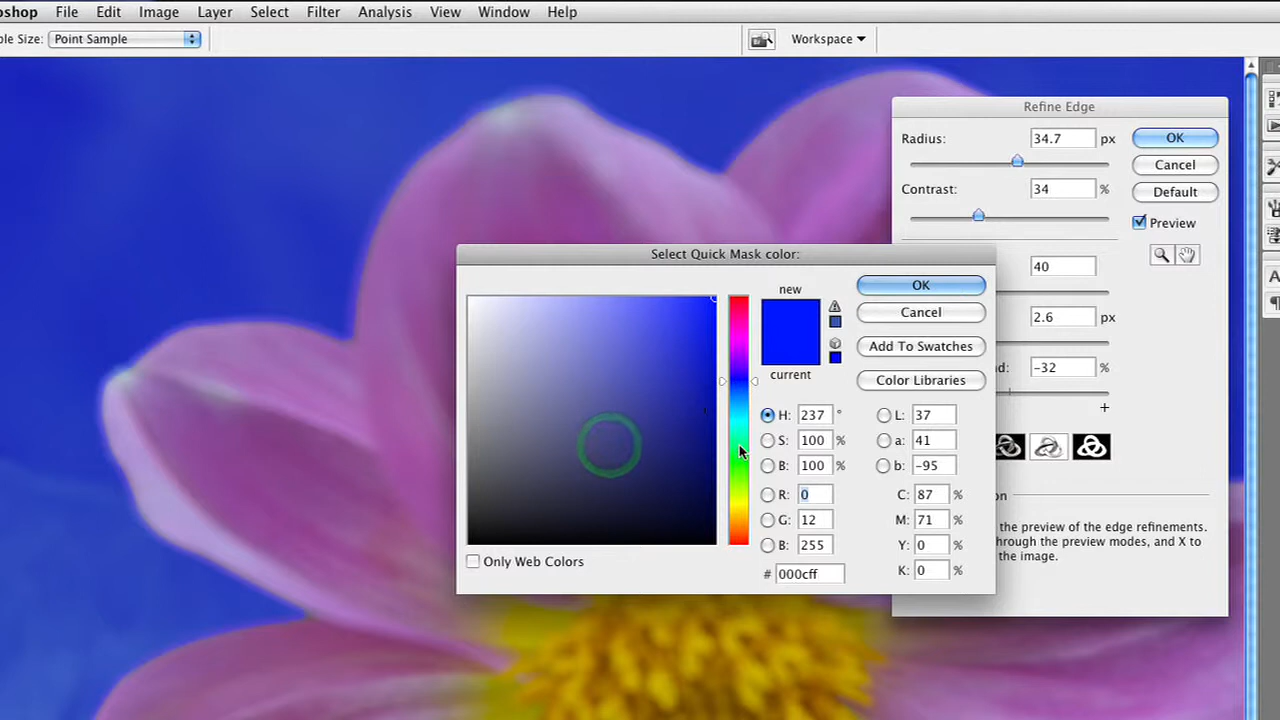 oshop File Edit Image Layer Select Filter Analysis View Window Help
ole Size: Point Sample Workspace
Refine Edge
Radius: 34.7 px OK
Cancel
Contrast: 34 %
Default
Preview
Select Quick Mask color:
40
new OK
Cancel 2.6 px
Add To Swatches
nd: -32 %
current Color Libraries
+
H: 237 ° L: 37
S: 100 % a: 41
B: 100 % b: -95
R: 0 C: 87 %
on
G: 12 M: 71 %
the preview of the edge refinements.
B: 255 Y: 0 % through the preview modes, and X to
the image.
Only Web Colors
# 000cff K: 0 %
A